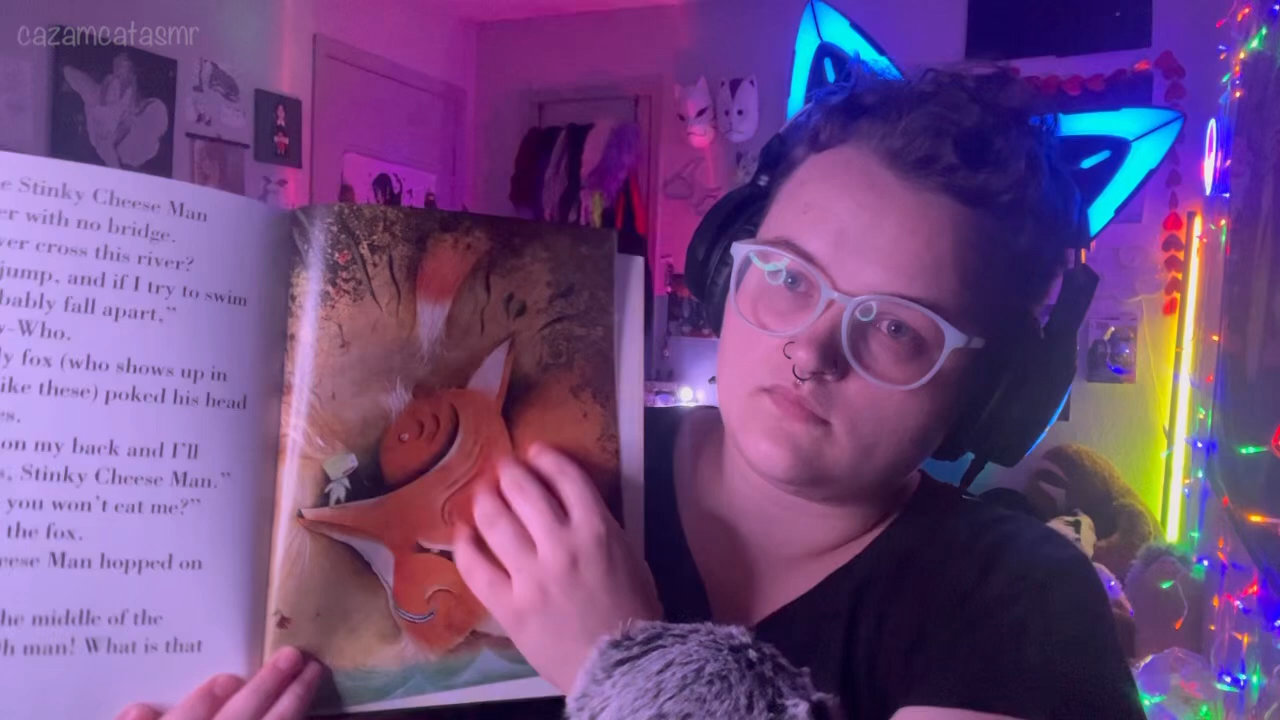 cazamcatasmr
e Stinky Cheese Man
er with no bridge.
ver cross this river?
jump, and if I try to swim
bably fall apart,"
y-Who.
ly fox (who shows up in
ike these) poked his head
es.
on my back and I'll
s, Stinky Cheese Man."
you won't eat me?"
the fox.
eese Man hopped on
he middle of the
h man! What is that